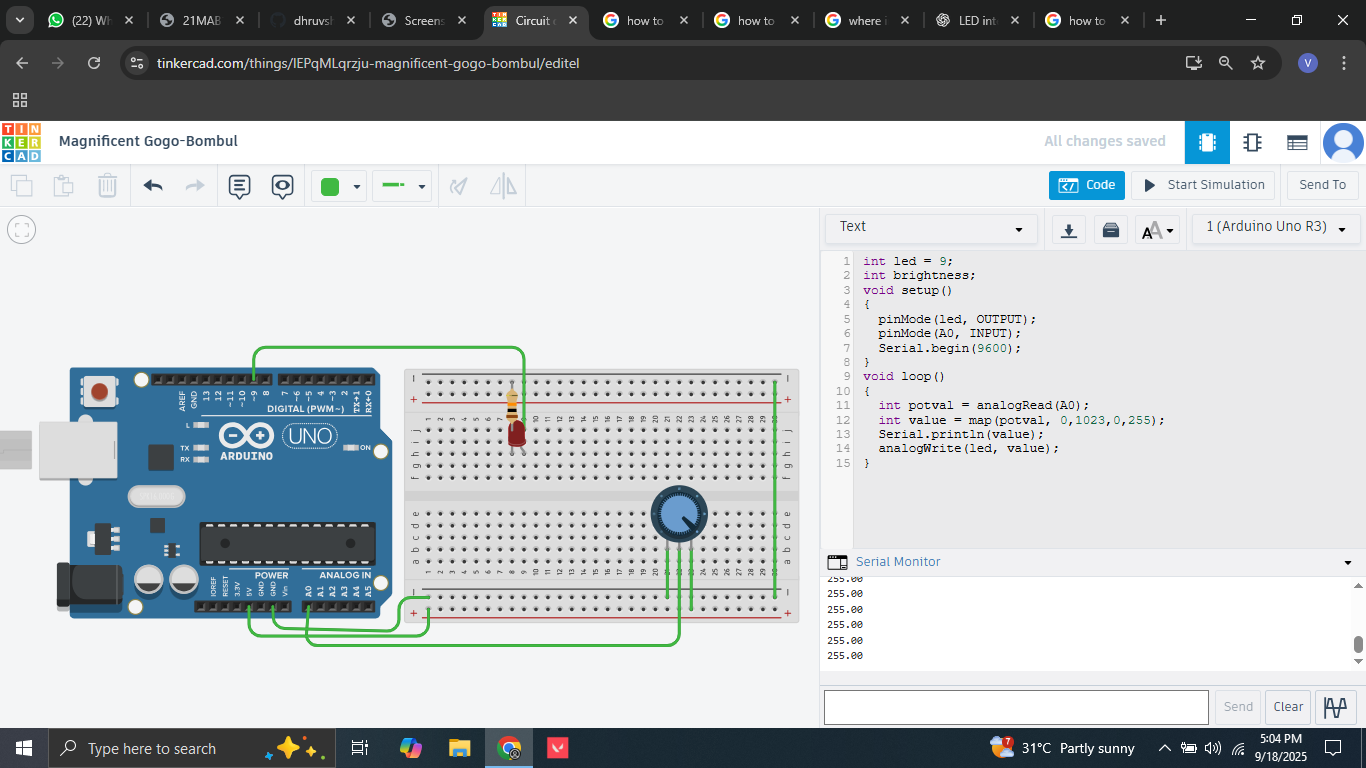 (22) Wh
21MAB
dhruvsh
Screens
Circuit d
how to
how to
where i
LED inte
how to
tinkercad.com/things/lEPqMLqrzju-magnificent-gogo-bombul/editel
V
TIN
KER
CAD
Magnificent Gogo-Bombul
All changes saved
Code
Start Simulation
Send To
Text
AA
1 (Arduino Uno R3)
1 int led = 9;
2 int brightness;
3 void setup()
4 {
5 pinMode(led, OUTPUT);
6 pinMode(A0, INPUT);
7 Serial.begin(9600);
8 }
9 void loop()
10 {
11 int potval = analogRead(A0);
12 int value = map(potval, 0,1023,0,255);
13 Serial.println(value);
14 analogWrite(led, value);
15 }
AREF GND 13 12 ~11 ~10 ~9 8 7 ~6 ~5 4 ~3 2 TX→1 RX←0
DIGITAL (PWM~)
L
TX
RX
UNO
ARDUINO
ON
POWER
ANALOG IN
IOREF RESET 3.3V 5V GND GND Vin A0 A1 A2 A3 A4 A5
j
i
h
g
f
e
d
c
b
a
Serial Monitor
255.00
255.00
255.00
255.00
255.00
255.00
Send
Clear
Type here to search
7
31°C Partly sunny
5:04 PM
9/18/2025